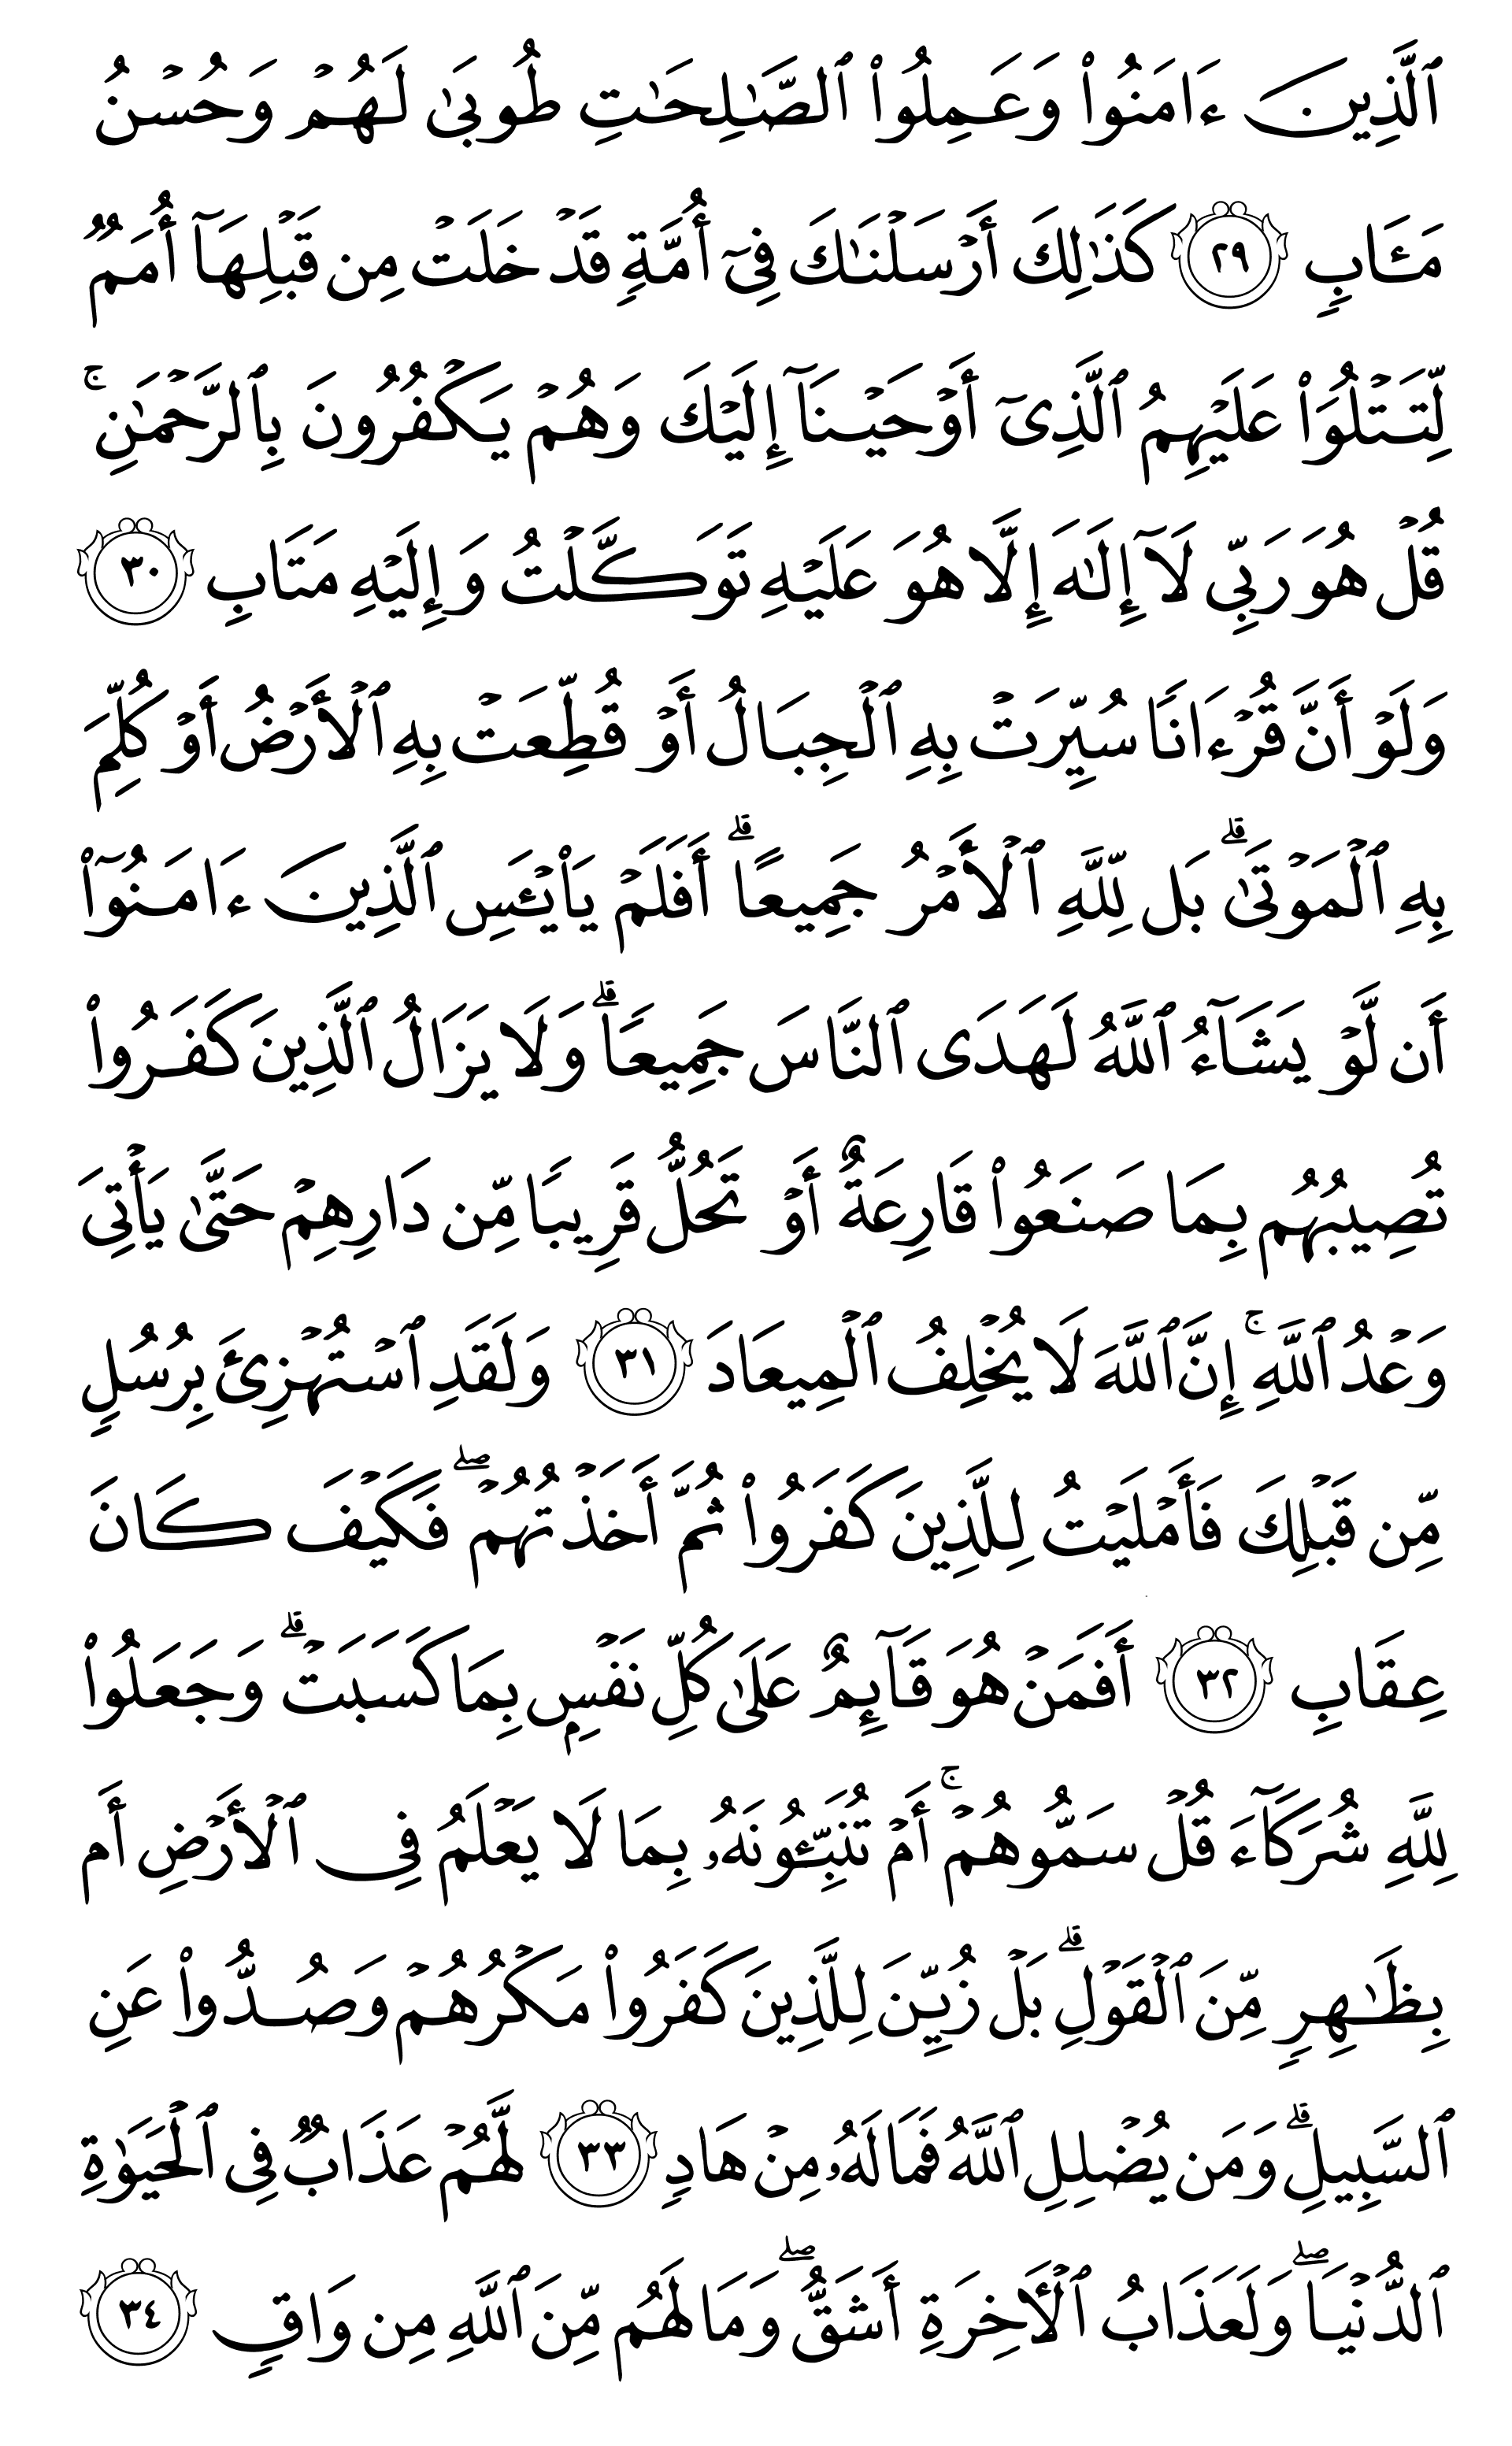 ٱلَّذِينَ ءَامَنُوا۟ وَعَمِلُوا۟ ٱلصَّـٰلِحَـٰتِ طُوبَىٰ لَهُمْ وَحُسْنُ
مَـَٔابٍ ٢٩ كَذَٰلِكَ أَرْسَلْنَـٰكَ فِىٓ أُمَّةٍ قَدْ خَلَتْ مِن قَبْلِهَآ أُمَمٌ
لِّتَتْلُوَا۟ عَلَيْهِمُ ٱلَّذِىٓ أَوْحَيْنَآ إِلَيْكَ وَهُمْ يَكْفُرُونَ بِٱلرَّحْمَـٰنِ ۚ
قُلْ هُوَ رَبِّى لَآ إِلَـٰهَ إِلَّا هُوَ عَلَيْهِ تَوَكَّلْتُ وَإِلَيْهِ مَتَابِ ٣٠
وَلَوْ أَنَّ قُرْءَانًا سُيِّرَتْ بِهِ ٱلْجِبَالُ أَوْ قُطِّعَتْ بِهِ ٱلْأَرْضُ أَوْ كُلِّمَ
بِهِ ٱلْمَوْتَىٰ ۗ بَل لِّلَّهِ ٱلْأَمْرُ جَمِيعًا ۗ أَفَلَمْ يَا۟يْـَٔسِ ٱلَّذِينَ ءَامَنُوٓا۟
أَن لَّوْ يَشَآءُ ٱللَّهُ لَهَدَى ٱلنَّاسَ جَمِيعًا ۗ وَلَا يَزَالُ ٱلَّذِينَ كَفَرُوا۟
تُصِيبُهُم بِمَا صَنَعُوا۟ قَارِعَةٌ أَوْ تَحُلُّ قَرِيبًا مِّن دَارِهِمْ حَتَّىٰ يَأْتِىَ
وَعْدُ ٱللَّهِ ۚ إِنَّ ٱللَّهَ لَا يُخْلِفُ ٱلْمِيعَادَ ٣١ وَلَقَدِ ٱسْتُهْزِئَ بِرُسُلٍ
مِّن قَبْلِكَ فَأَمْلَيْتُ لِلَّذِينَ كَفَرُوا۟ ثُمَّ أَخَذْتُهُمْ ۖ فَكَيْفَ كَانَ
عِقَابِ ٣٢ أَفَمَنْ هُوَ قَآئِمٌ عَلَىٰ كُلِّ نَفْسٍۭ بِمَا كَسَبَتْ ۗ وَجَعَلُوا۟
لِلَّهِ شُرَكَآءَ قُلْ سَمُّوهُمْ ۚ أَمْ تُنَبِّـُٔونَهُۥ بِمَا لَا يَعْلَمُ فِى ٱلْأَرْضِ أَم
بِظَـٰهِرٍ مِّنَ ٱلْقَوْلِ ۗ بَلْ زُيِّنَ لِلَّذِينَ كَفَرُوا۟ مَكْرُهُمْ وَصُدُّوا۟ عَنِ
ٱلسَّبِيلِ ۗ وَمَن يُضْلِلِ ٱللَّهُ فَمَا لَهُۥ مِنْ هَادٍ ٣٣ لَّهُمْ عَذَابٌ فِى ٱلْحَيَوٰةِ
ٱلدُّنْيَا ۖ وَلَعَذَابُ ٱلْـَٔاخِرَةِ أَشَقُّ ۖ وَمَا لَهُم مِّنَ ٱللَّهِ مِن وَاقٍ ٣٤